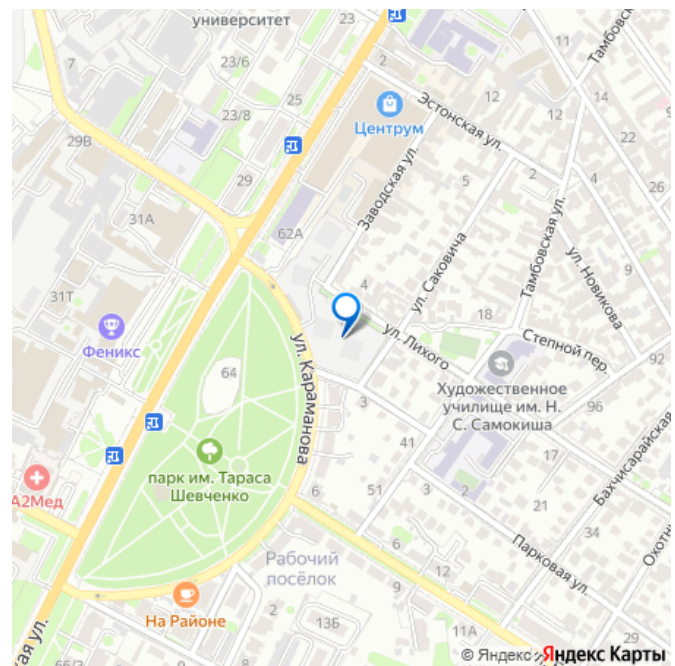 университет
23
23/6
2
11
Тамбовская
7
23/8
25
Центрум
12
12
14
Эстонская ул.
22
29В
29
Заводская ул.
5
2
4
26
31А
62А
ул. Саковича
Тамбовская ул.
ул. Новикова
4
31Т
Феникс
ул. Лихого
18
Степной пер.
92
64
ул. Караманова
Художественное
училище им. Н.
С. Самокиша
3
96
парк им. Тараса
Шевченко
41
17
Бахчисарайская
А2Мед
6
51
3
2
21
34
Парковая ул.
Рабочий
посёлок
6
12
9
На Районе
13Б
11А
29
66/3
2
ая ул.
© Яндекс
Яндекс Карты